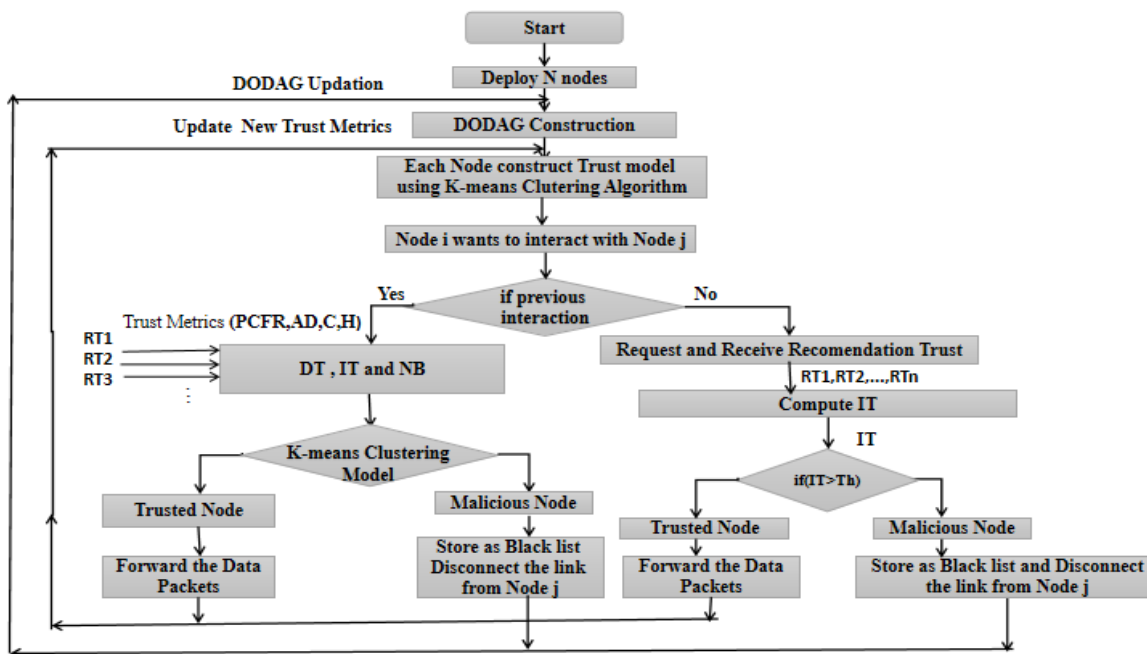 Start
Deploy N nodes
DODAG Updation
DODAG Construction
Update New Trust Metrics
Each Node construct Trust model
using K-means Clutering Algorithm
Node i wants to interact with Node j
if previous
interaction
Yes
No
Trust Metrics (PCFR,AD,C,H)
RT1
RT2
RT3
⋮
DT , IT and NB
Request and Receive Recomendation Trust
RT1,RT2,...,RTn
Compute IT
IT
K-means Clustering
Model
if(IT>Th)
Trusted Node
Malicious Node
Trusted Node
Malicious Node
Forward the Data
Packets
Store as Black list
Disconnect the link
from Node j
Forward the Data
Packets
Store as Black list and Disconnect
the link from Node j